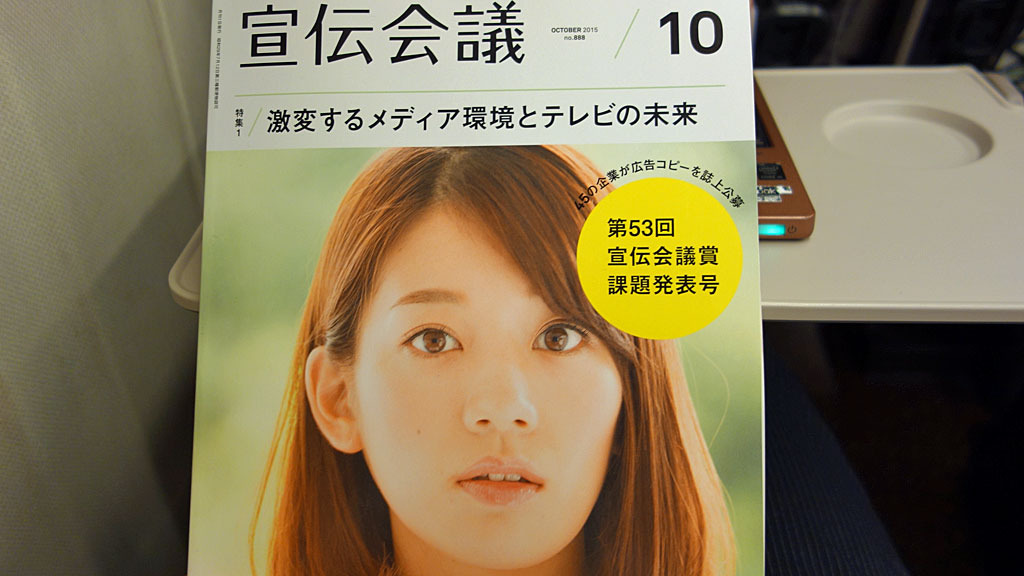 宣伝会議
OCTOBER 2015
no.888
10
特集1
激変するメディア環境とテレビの未来
45の企業が広告コピーを誌上公募
第53回
宣伝会議賞
課題発表号